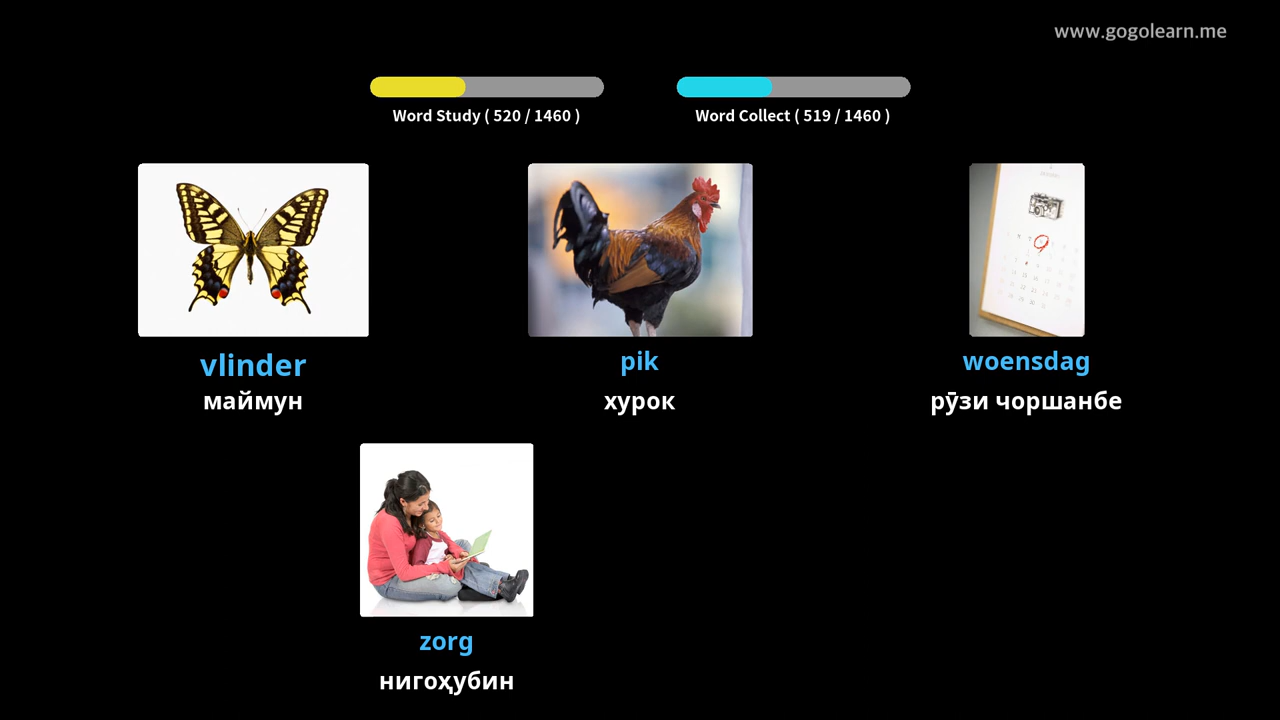 www.gogolearn.me
Word Study ( 520 / 1460 )
Word Collect ( 519 / 1460 )
vlinder
pik
woensdag
маймун
хурок
рӯзи чоршанбе
zorg
нигоҳубин